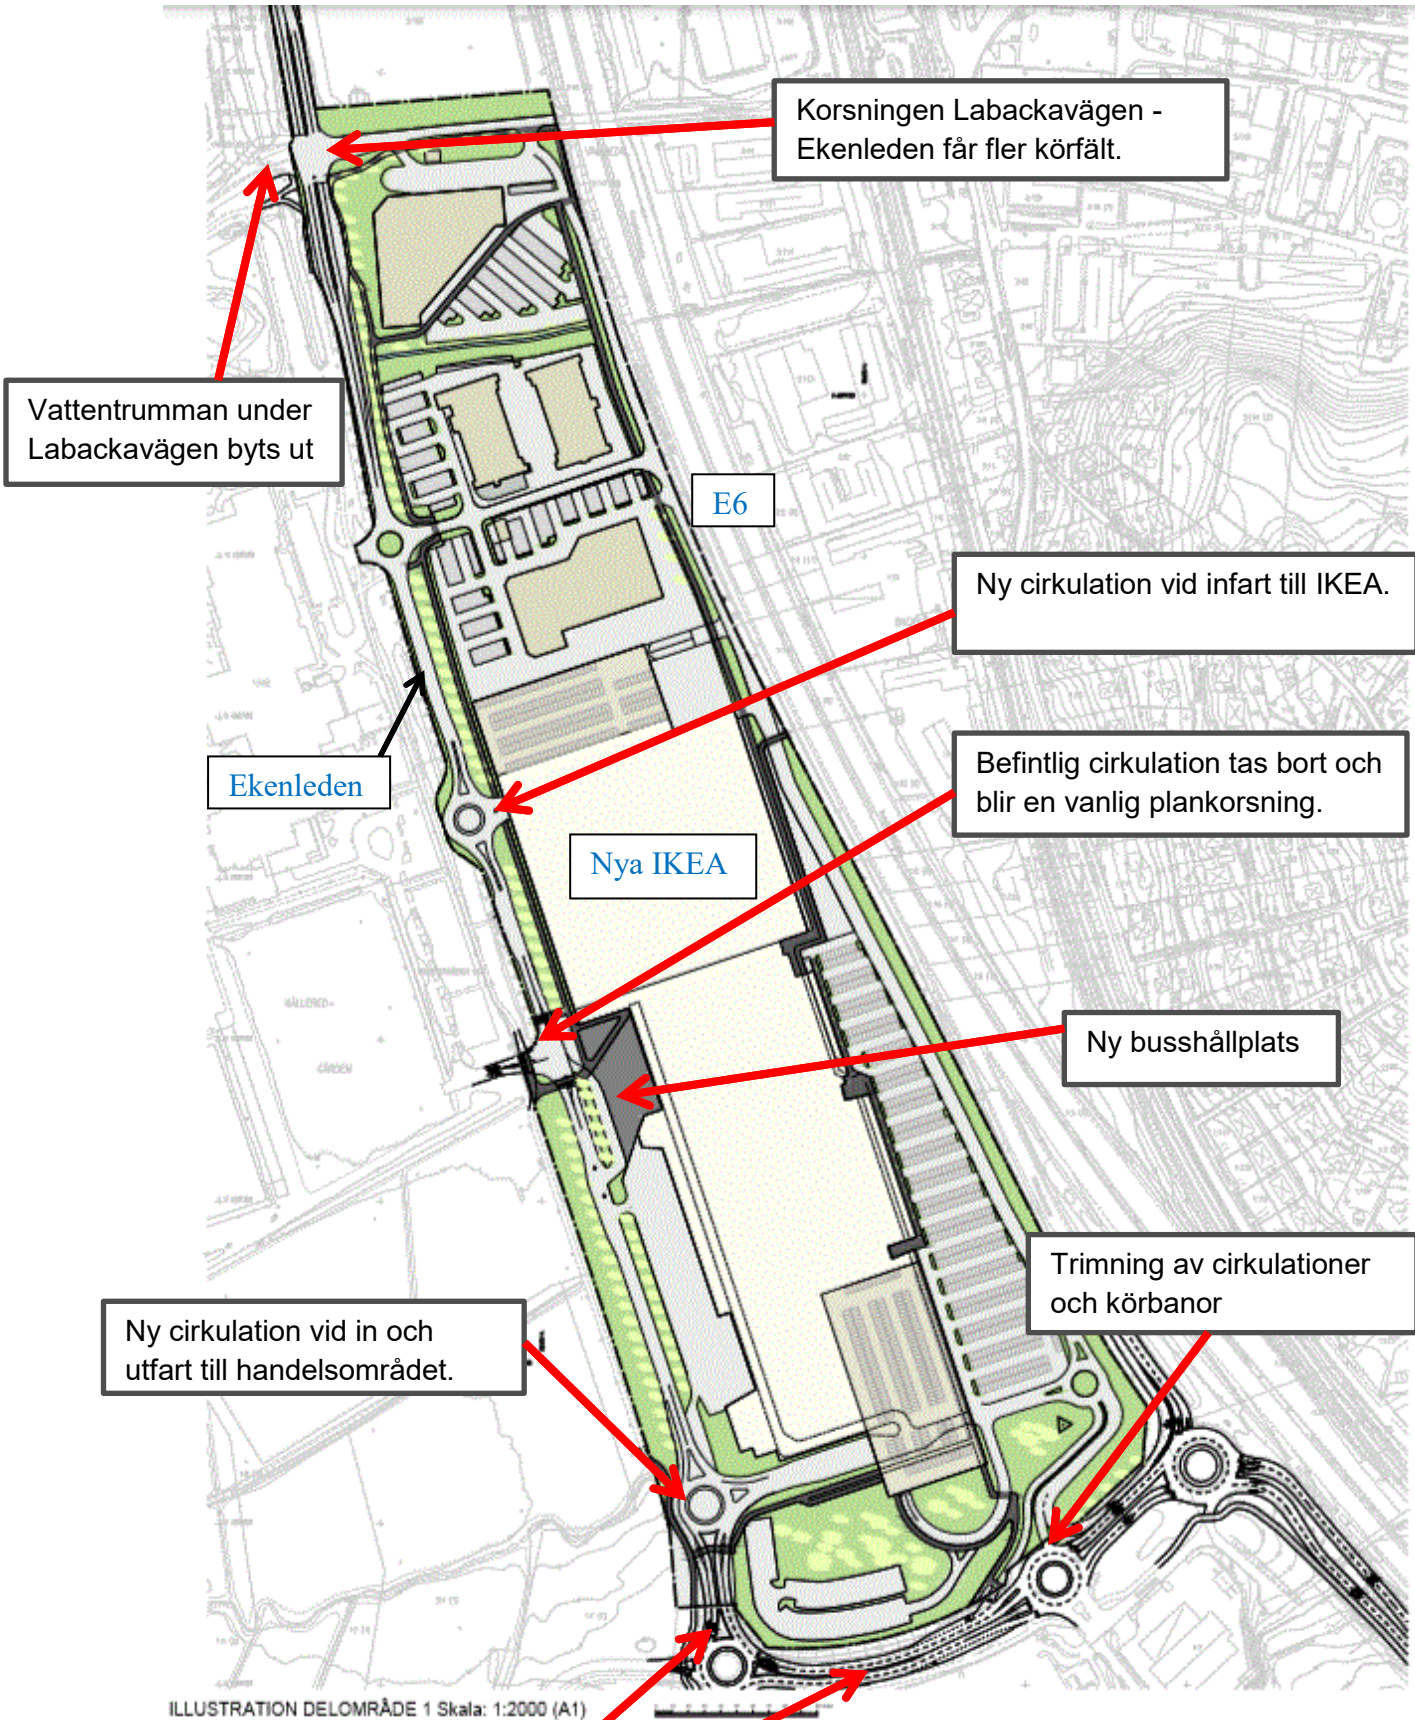 Korsningen Labackavägen -
Ekenleden får fler körfält.
Vattentrumman under
Labackavägen byts ut
E6
Ny cirkulation vid infart till IKEA.
Ekenleden
Befintlig cirkulation tas bort och
blir en vanlig plankorsning.
Nya IKEA
Ny busshållplats
Trimning av cirkulationer
och körbanor
Ny cirkulation vid in och
utfart till handelsområdet.
ILLUSTRATION DELOMRÅDE 1 Skala: 1:2000 (A1)